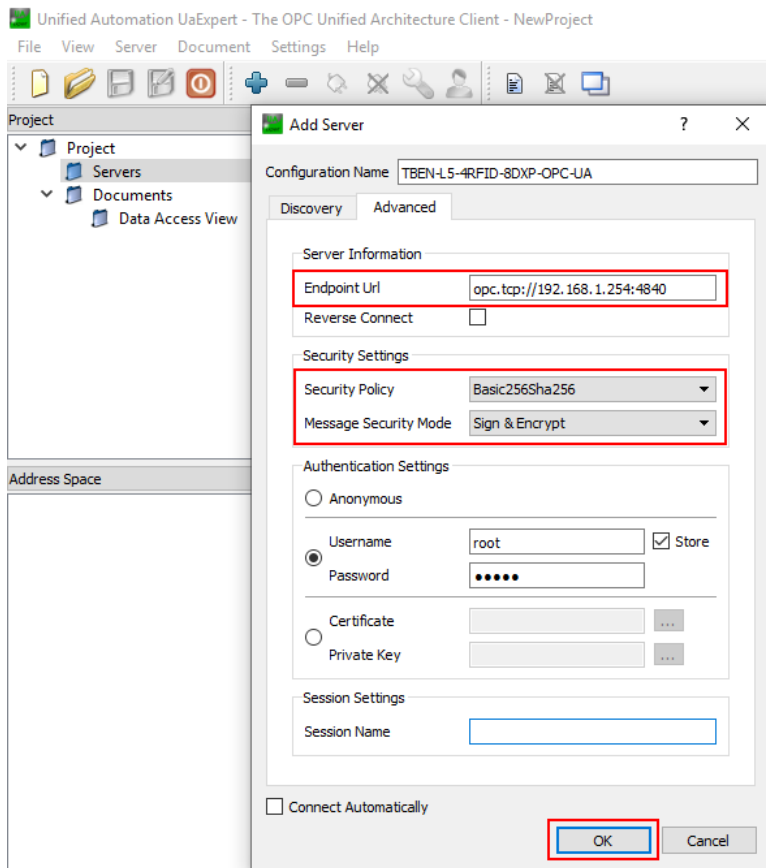 Unified Automation UaExpert - The OPC Unified Architecture Client - NewProject
File View Server Document Settings Help
Project
Project
Servers
Documents
Data Access View
Address Space
Add Server ?
Configuration Name TBEN-L5-4RFID-8DXP-OPC-UA
Discovery Advanced
Server Information
Endpoint Url opc.tcp://192.168.1.254:4840
Reverse Connect
Security Settings
Security Policy Basic256Sha256
Message Security Mode Sign & Encrypt
Authentication Settings
Anonymous
Username root Store
Password •••••
Certificate ...
Private Key ...
Session Settings
Session Name
Connect Automatically
OK Cancel